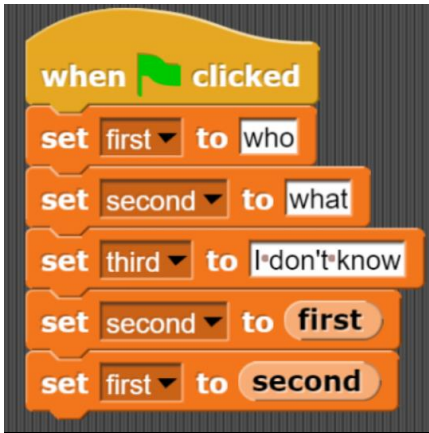 when clicked
set first to who
set second to what
set third to I don't know
set second to first
set first to second